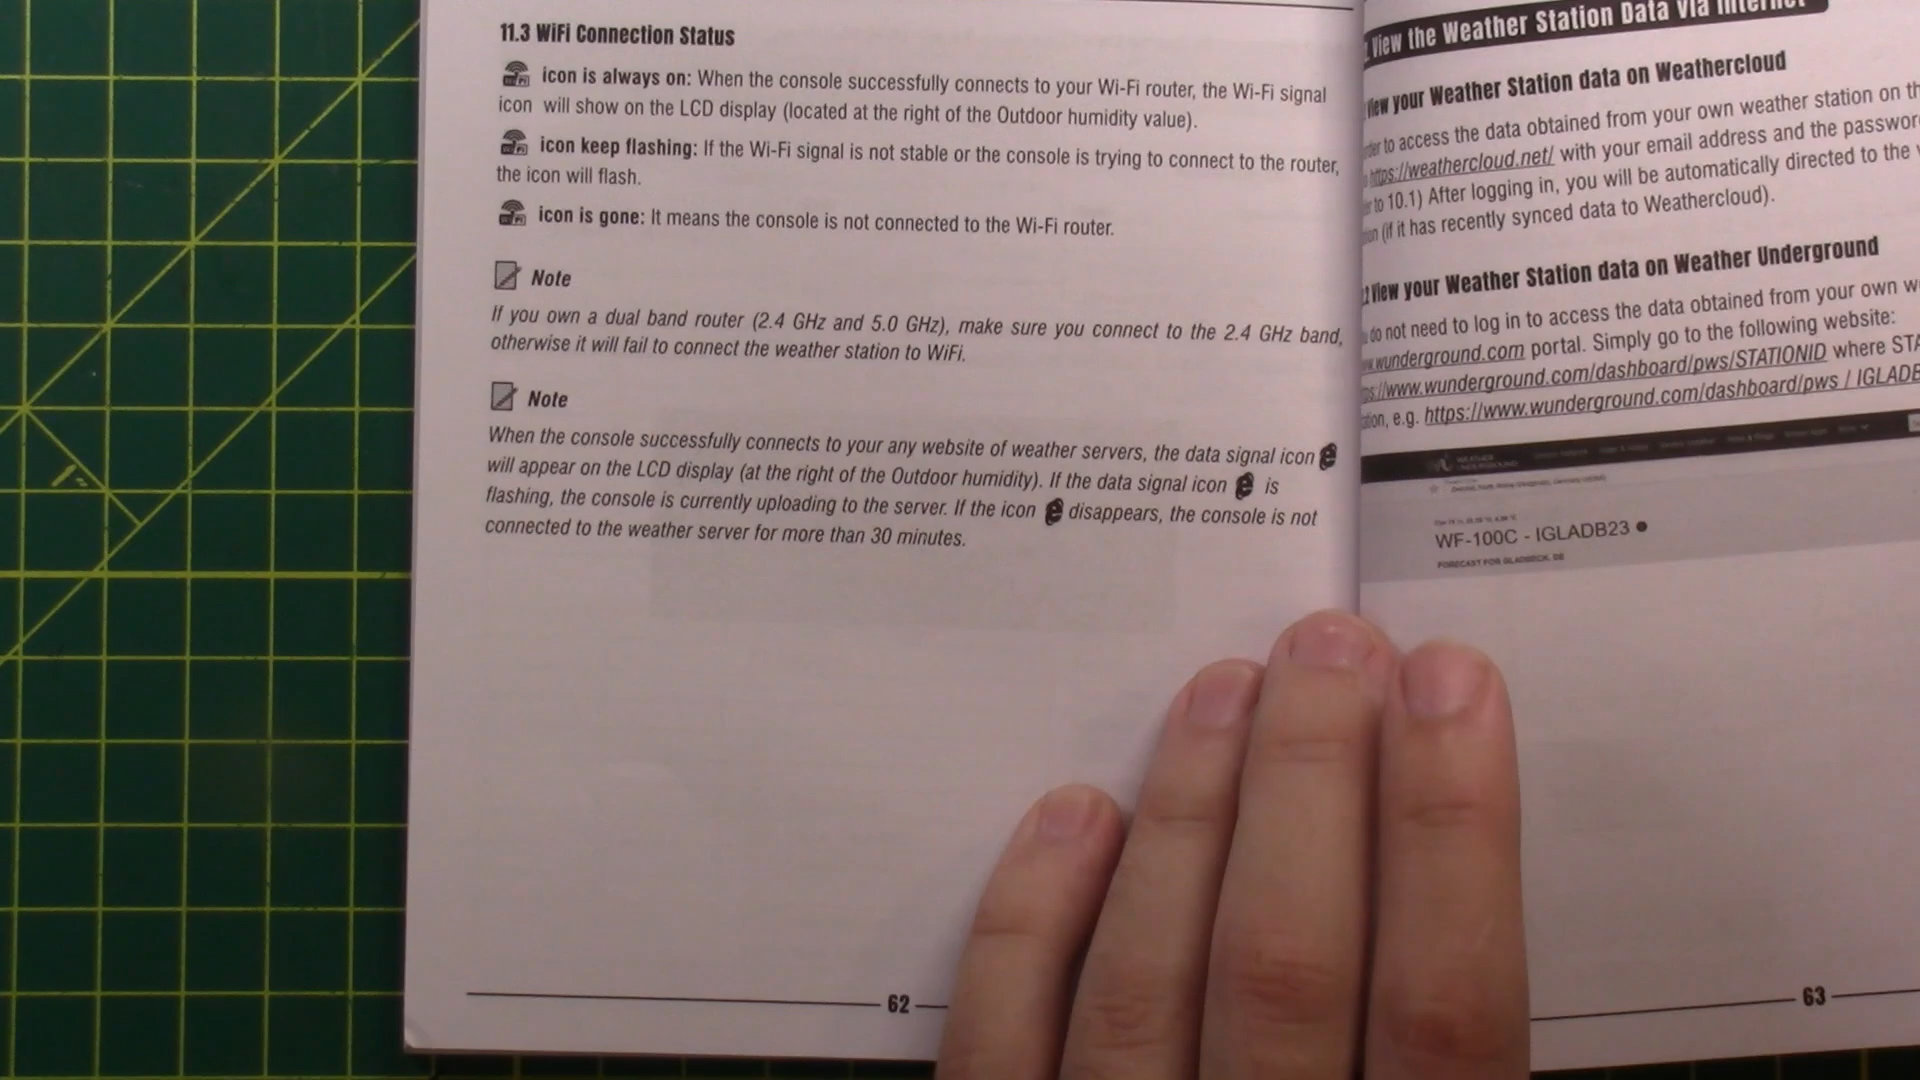 11.3 WiFi Connection Status
icon is always on: When the console successfully connects to your Wi-Fi router, the Wi-Fi signal
icon will show on the LCD display (located at the right of the Outdoor humidity value).
icon keep flashing: If the Wi-Fi signal is not stable or the console is trying to connect to the router,
the icon will flash.
icon is gone: It means the console is not connected to the Wi-Fi router.
Note
If you own a dual band router (2.4 GHz and 5.0 GHz), make sure you connect to the 2.4 GHz band,
otherwise it will fail to connect the weather station to WiFi.
Note
When the console successfully connects to your any website of weather servers, the data signal icon
will appear on the LCD display (at the right of the Outdoor humidity). If the data signal icon is
flashing, the console is currently uploading to the server. If the icon disappears, the console is not
connected to the weather server for more than 30 minutes.
62
View the Weather Station Data via Internet
View your Weather Station data on Weathercloud
to access the data obtained from your own weather station on
https://weathercloud.net/ with your email address and the password
to 10.1) After logging in, you will be automatically directed to the
(if it has recently synced data to Weathercloud).
View your Weather Station data on Weather Underground
do not need to log in to access the data obtained from your own
wunderground.com portal. Simply go to the following website:
//www.wunderground.com/dashboard/pws/STATIONID where
e.g. https://www.wunderground.com/dashboard/pws / IGLADB
WEATHER
UNDERGROUND
WF-100C - IGLADB23
FORECAST FOR GLADBECK, DE
63